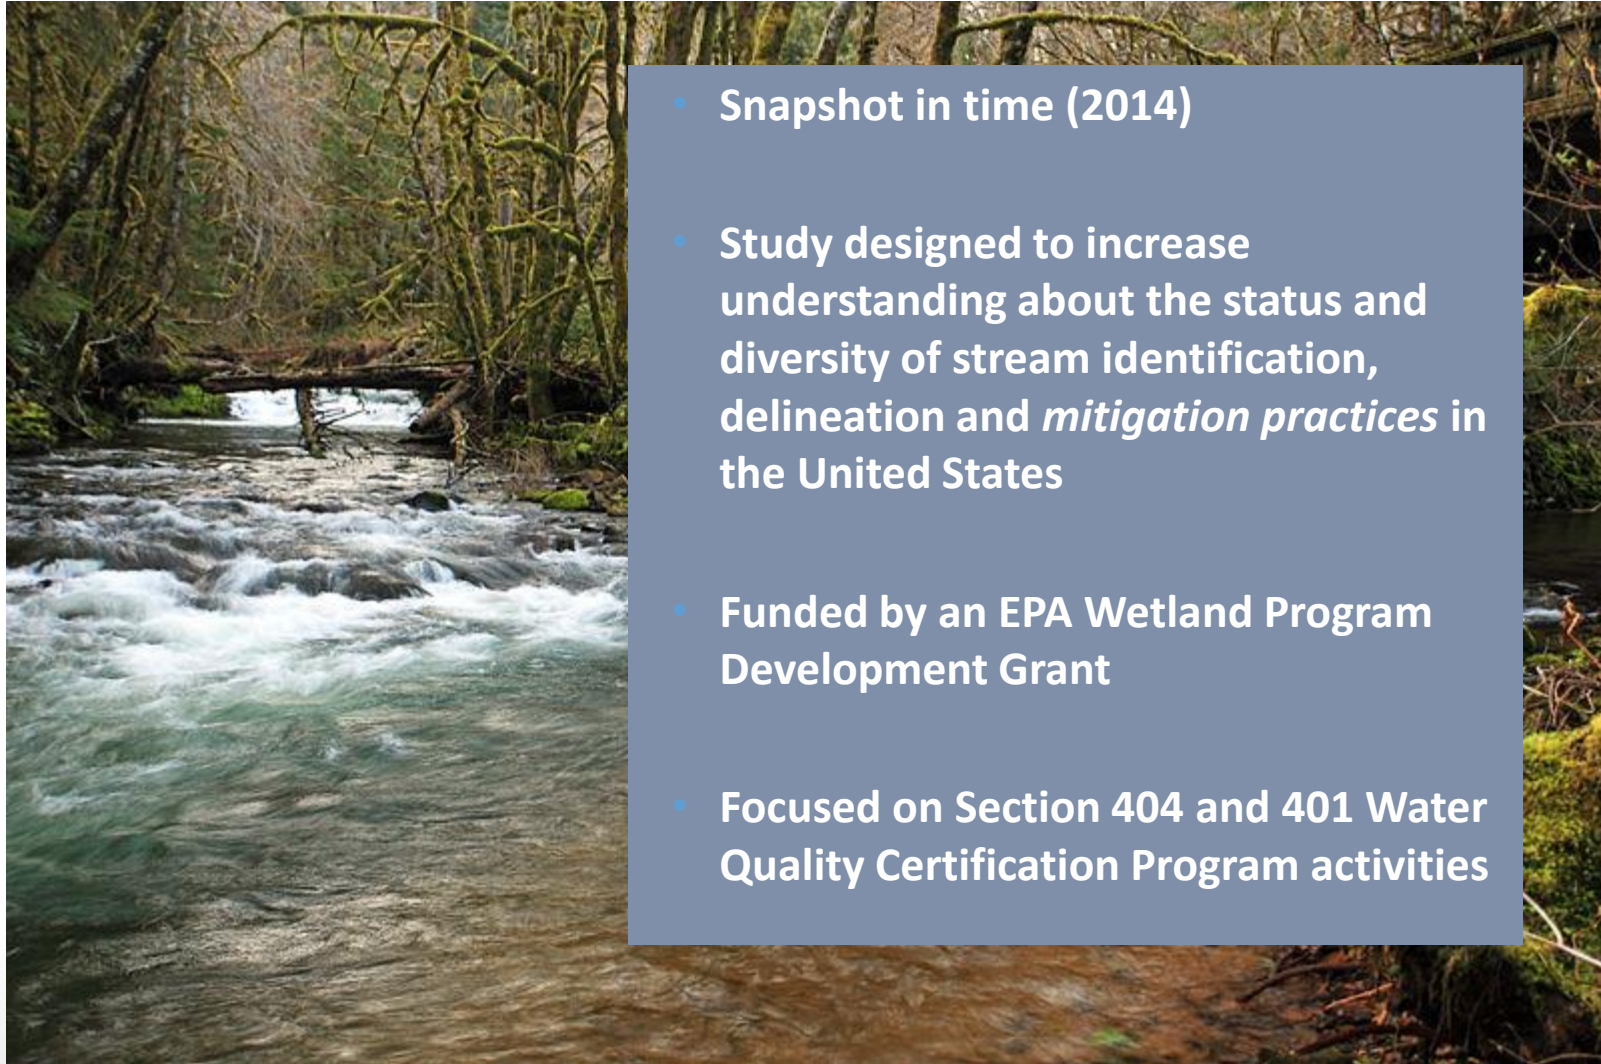 • Snapshot in time (2014)
• Study designed to increase
understanding about the status and
diversity of stream identification,
delineation and mitigation practices in
the United States
• Funded by an EPA Wetland Program
Development Grant
• Focused on Section 404 and 401 Water
Quality Certification Program activities